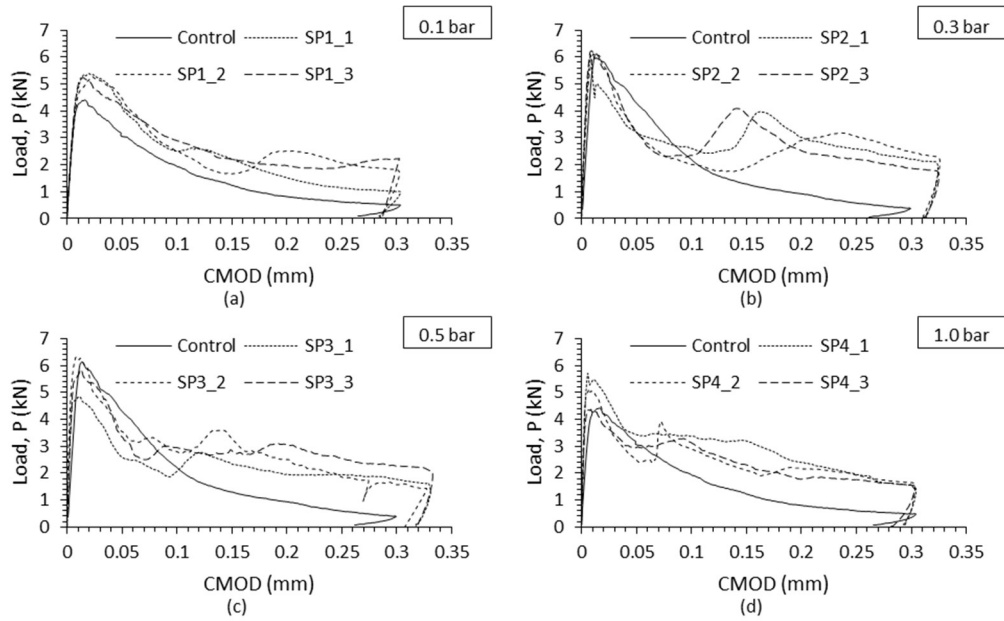 0.1 bar
Control SP1_1
SP1_2 SP1_3
Load, P (kN)
7
6
5
4
3
2
1
0
0 0.05 0.1 0.15 0.2 0.25 0.3 0.35
CMOD (mm)
(a)
0.3 bar
Control SP2_1
SP2_2 SP2_3
Load, P (kN)
7
6
5
4
3
2
1
0
0 0.05 0.1 0.15 0.2 0.25 0.3 0.35
CMOD (mm)
(b)
0.5 bar
Control SP3_1
SP3_2 SP3_3
Load, P (kN)
7
6
5
4
3
2
1
0
0 0.05 0.1 0.15 0.2 0.25 0.3 0.35
CMOD (mm)
(c)
1.0 bar
Control SP4_1
SP4_2 SP4_3
Load, P (kN)
7
6
5
4
3
2
1
0
0 0.05 0.1 0.15 0.2 0.25 0.3 0.35
CMOD (mm)
(d)